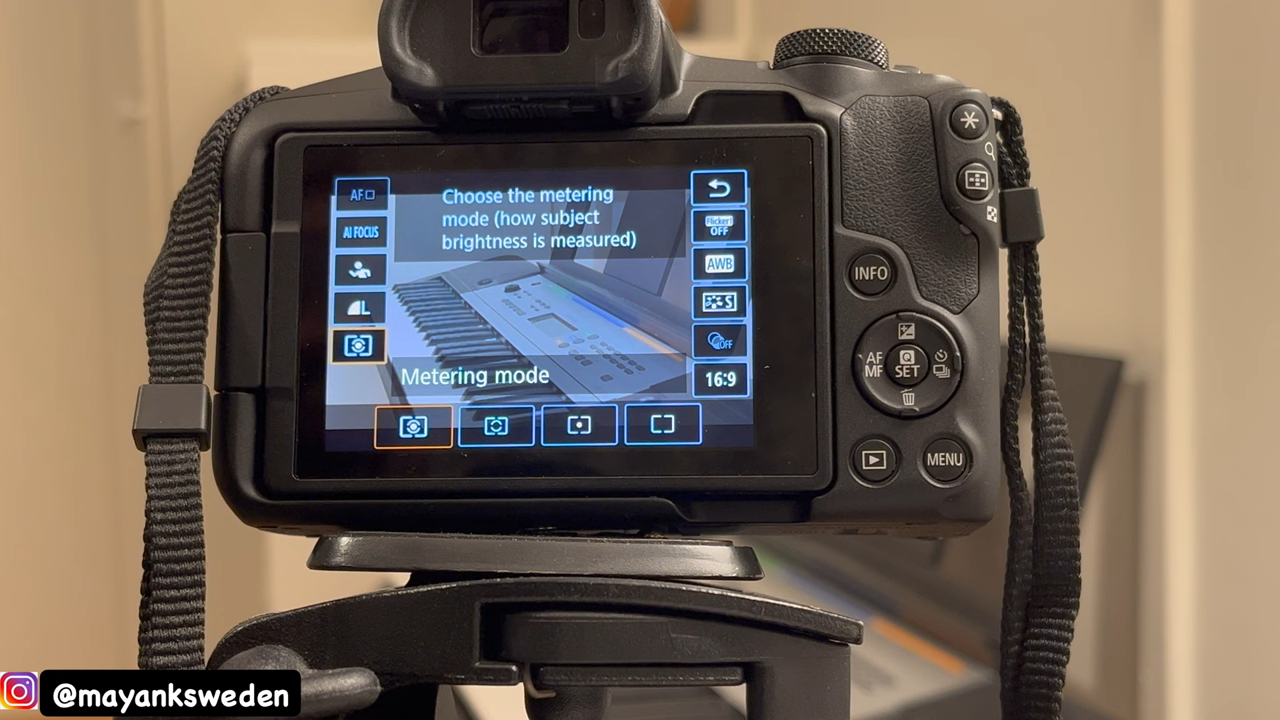 AF
AI FOCUS
L
Choose the metering
mode (how subject
brightness is measured)
Flicker!
OFF
AWB
S
OFF
16:9
Metering mode
INFO
AF
MF
Q
SET
MENU
@mayanksweden